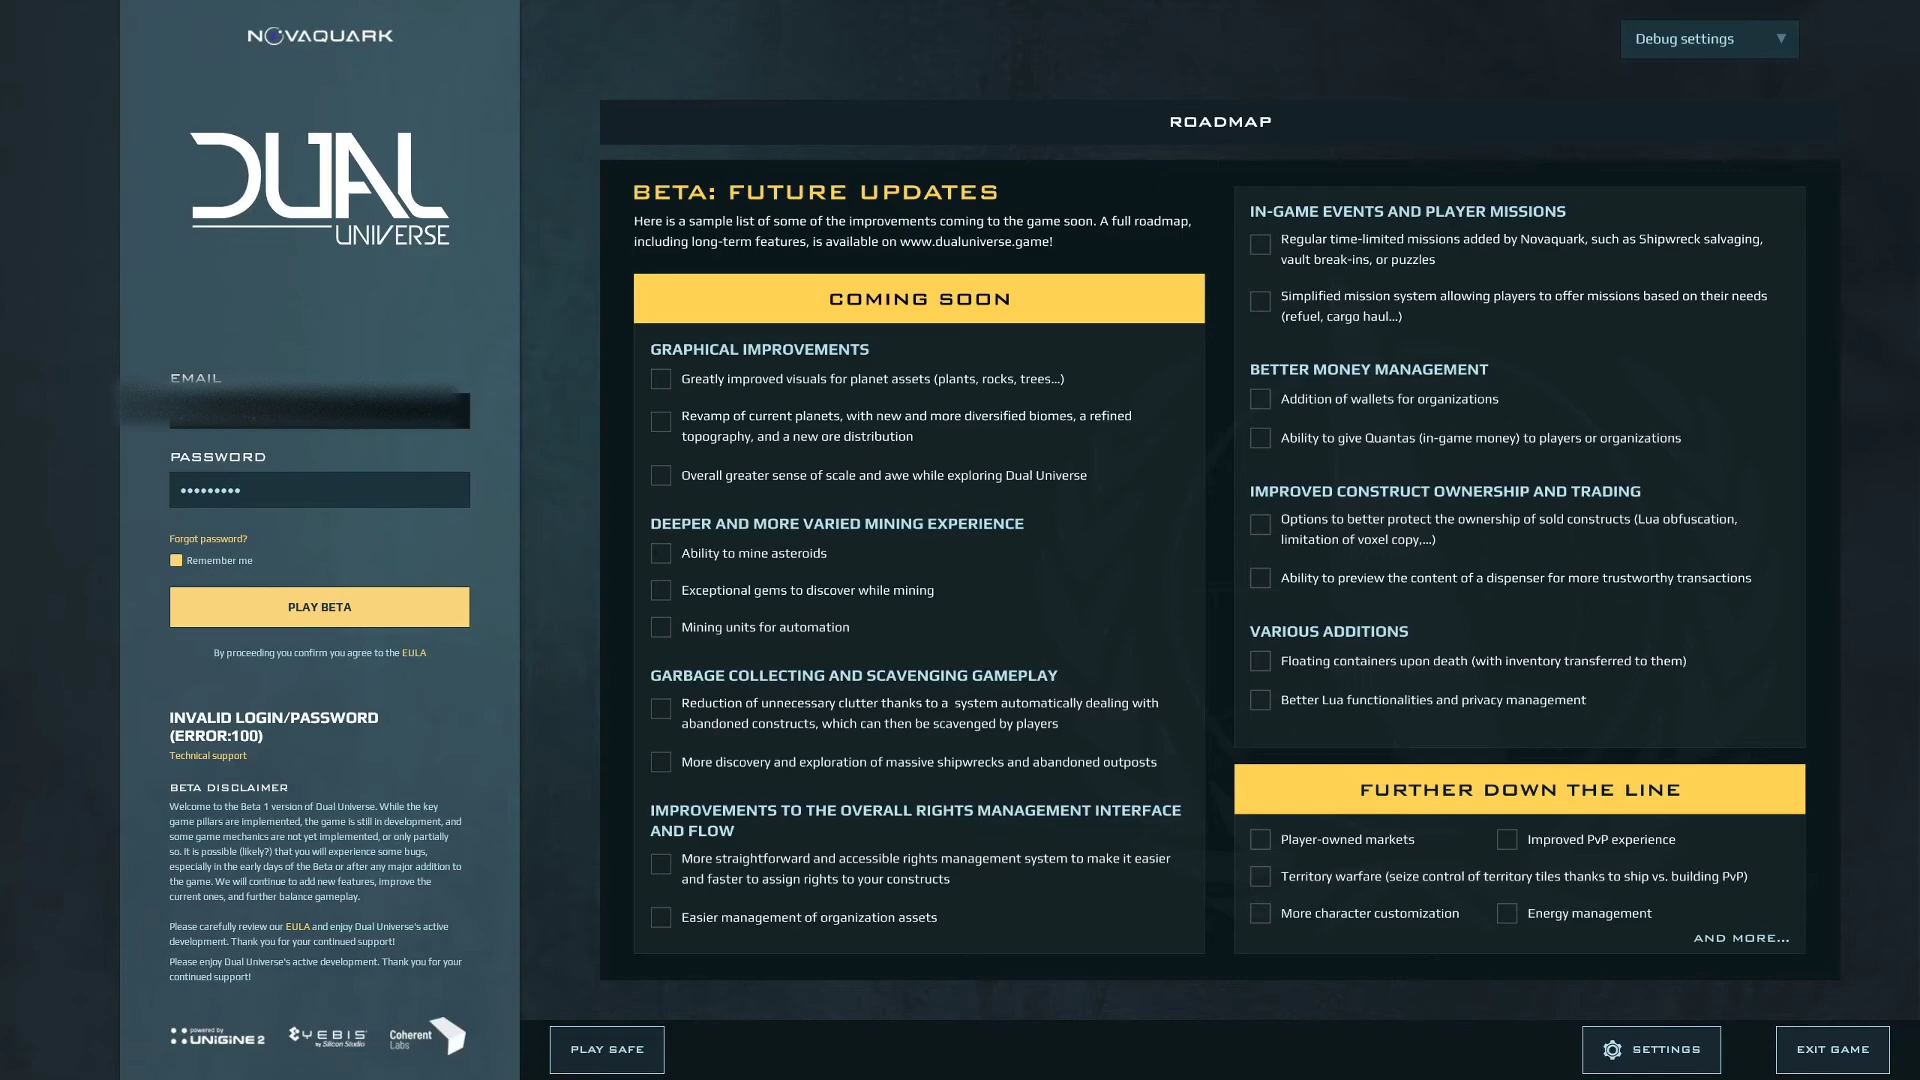 NOVAQUARK
DUAL
UNIVERSE
EMAIL
PASSWORD
•••••••••
Forgot password?
Remember me
PLAY BETA
By proceeding you confirm you agree to the EULA
INVALID LOGIN/PASSWORD
(ERROR:100)
Technical support
BETA DISCLAIMER
Welcome to the Beta 1 version of Dual Universe. While the key
game pillars are implemented, the game is still in development, and
some game mechanics are not yet implemented, or only partially
so. It is possible (likely?) that you will experience some bugs,
especially in the early days of the Beta or after any major addition to
the game. We will continue to add new features, improve the
current ones, and further balance gameplay.
Please carefully review our EULA and enjoy Dual Universe's active
development. Thank you for your continued support!
Please enjoy Dual Universe's active development. Thank you for your
continued support!
powered by
UNIGINE 2
YEBIS
by Silicon Studio
Coherent
Labs
Debug settings
ROADMAP
BETA: FUTURE UPDATES
Here is a sample list of some of the improvements coming to the game soon. A full roadmap,
including long-term features, is available on www.dualuniverse.game!
COMING SOON
GRAPHICAL IMPROVEMENTS
Greatly improved visuals for planet assets (plants, rocks, trees...)
Revamp of current planets, with new and more diversified biomes, a refined
topography, and a new ore distribution
Overall greater sense of scale and awe while exploring Dual Universe
DEEPER AND MORE VARIED MINING EXPERIENCE
Ability to mine asteroids
Exceptional gems to discover while mining
Mining units for automation
GARBAGE COLLECTING AND SCAVENGING GAMEPLAY
Reduction of unnecessary clutter thanks to a system automatically dealing with
abandoned constructs, which can then be scavenged by players
More discovery and exploration of massive shipwrecks and abandoned outposts
IMPROVEMENTS TO THE OVERALL RIGHTS MANAGEMENT INTERFACE
AND FLOW
More straightforward and accessible rights management system to make it easier
and faster to assign rights to your constructs
Easier management of organization assets
IN-GAME EVENTS AND PLAYER MISSIONS
Regular time-limited missions added by Novaquark, such as Shipwreck salvaging,
vault break-ins, or puzzles
Simplified mission system allowing players to offer missions based on their needs
(refuel, cargo haul...)
BETTER MONEY MANAGEMENT
Addition of wallets for organizations
Ability to give Quantas (in-game money) to players or organizations
IMPROVED CONSTRUCT OWNERSHIP AND TRADING
Options to better protect the ownership of sold constructs (Lua obfuscation,
limitation of voxel copy,...)
Ability to preview the content of a dispenser for more trustworthy transactions
VARIOUS ADDITIONS
Floating containers upon death (with inventory transferred to them)
Better Lua functionalities and privacy management
FURTHER DOWN THE LINE
Player-owned markets
Improved PvP experience
Territory warfare (seize control of territory tiles thanks to ship vs. building PvP)
More character customization
Energy management
AND MORE...
PLAY SAFE
SETTINGS
EXIT GAME